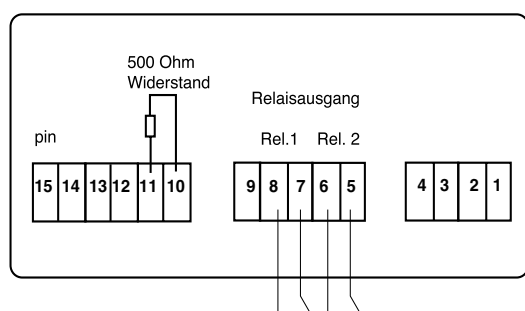 500 Ohm
Widerstand
Relaisausgang
pin
Rel.1 Rel. 2
15 14 13 12 11 10 9 8 7 6 5 4 3 2 1